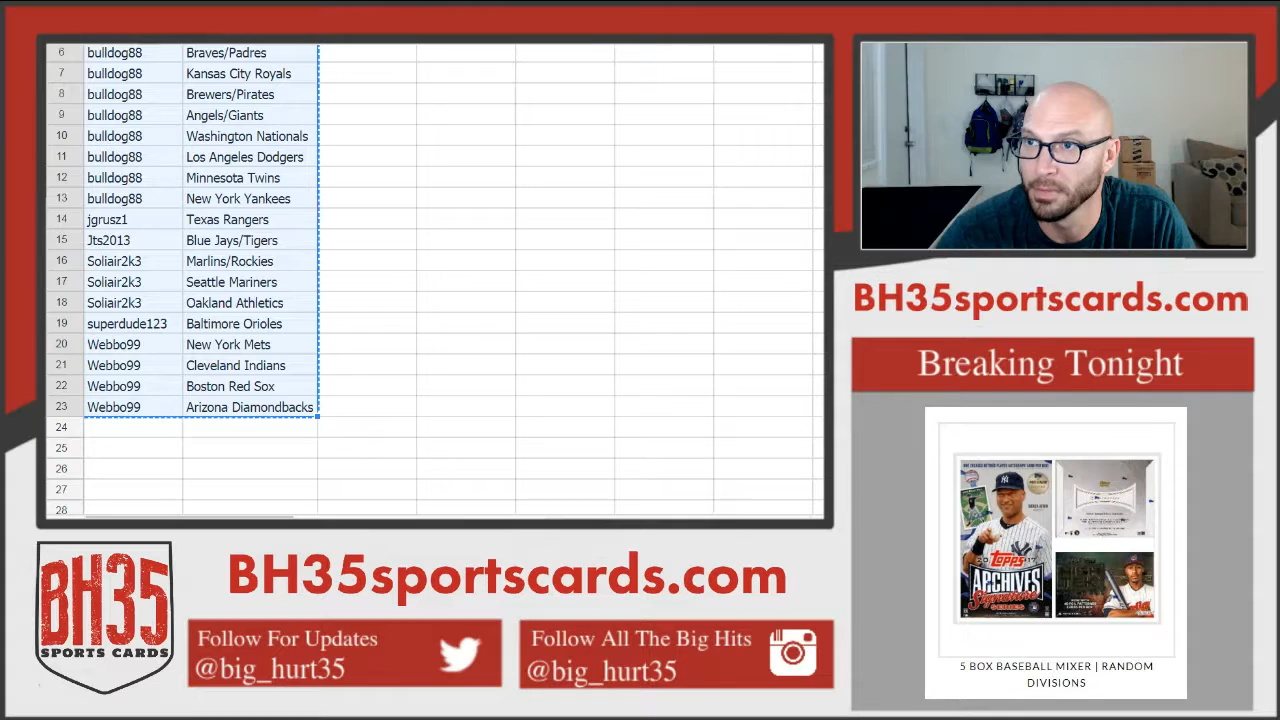 6 bulldog88 Braves/Padres
7 bulldog88 Kansas City Royals
8 bulldog88 Brewers/Pirates
9 bulldog88 Angels/Giants
10 bulldog88 Washington Nationals
11 bulldog88 Los Angeles Dodgers
12 bulldog88 Minnesota Twins
13 bulldog88 New York Yankees
14 jgrusz1 Texas Rangers
15 Jts2013 Blue Jays/Tigers
16 Soliair2k3 Marlins/Rockies
17 Soliair2k3 Seattle Mariners
18 Soliair2k3 Oakland Athletics
19 superdude123 Baltimore Orioles
20 Webbo99 New York Mets
21 Webbo99 Cleveland Indians
22 Webbo99 Boston Red Sox
23 Webbo99 Arizona Diamondbacks
24
25
26
27
28
BH35sportscards.com
Breaking Tonight
TOPPS
2017
ARCHIVES
Signature
SERIES
5 BOX BASEBALL MIXER | RANDOM
DIVISIONS
BH35
SPORTS CARDS
BH35sportscards.com
Follow For Updates
@big_hurt35
Follow All The Big Hits
@big_hurt35